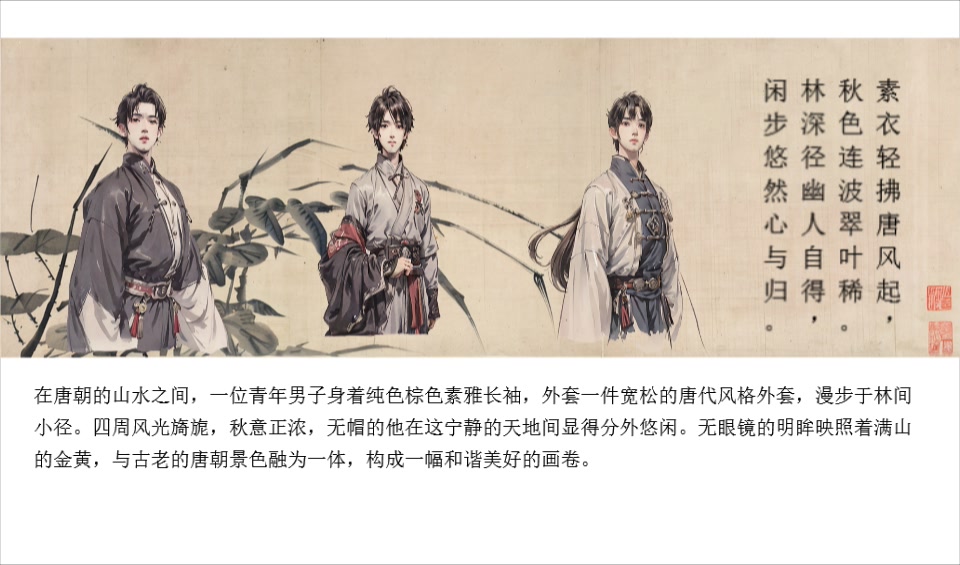 素衣轻拂唐风起，
秋色连波翠叶稀。
林深径幽人自得，
闲步悠然心与归。
在唐朝的山水之间，一位青年男子身着纯色棕色素雅长袖，外套一件宽松的唐代风格外套，漫步于林间
小径。四周风光旖旎，秋意正浓，无帽的他在这宁静的天地间显得分外悠闲。无眼镜的明眸映照着满山
的金黄，与古老的唐朝景色融为一体，构成一幅和谐美好的画卷。